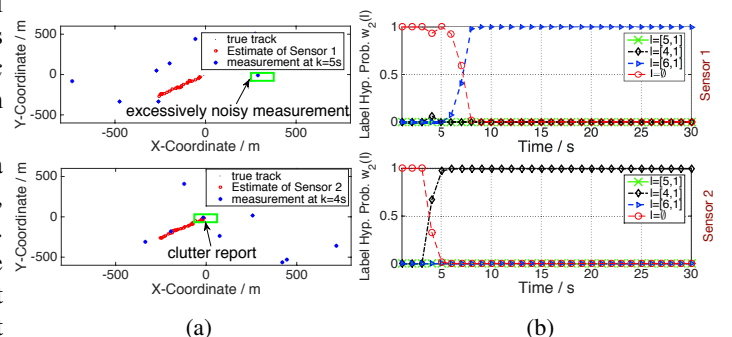 500
0
-500
Y-Coordinate / m
true track
Estimate of Sensor 1
measurement at k=5s
excessively noisy measurement
-500
0
500
X-Coordinate / m
1
0.5
0
Label Hyp. Prob. w2(l)
l=[5,1]
l=[4,1]
l=[6,1]
l=∅
0
5
10
15
20
25
30
Time / s
Sensor 1
500
0
-500
Y-Coordinate / m
true track
Estimate of Sensor 2
measurement at k=4s
clutter report
-500
0
500
X-Coordinate / m
1
0.5
0
Label Hyp. Prob. w2(l)
l=[5,1]
l=[4,1]
l=[6,1]
l=∅
0
5
10
15
20
25
30
Time / s
Sensor 2
(a)
(b)